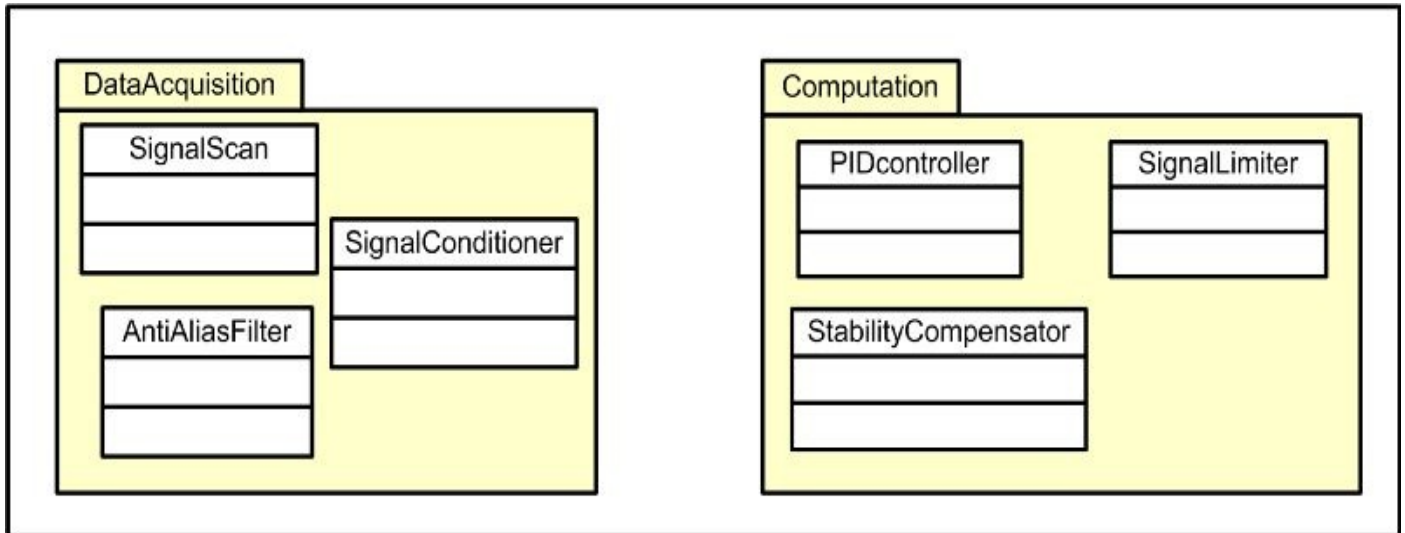 DataAcquisition
SignalScan
SignalConditioner
AntiAliasFilter
Computation
PIDcontroller
SignalLimiter
StabilityCompensator